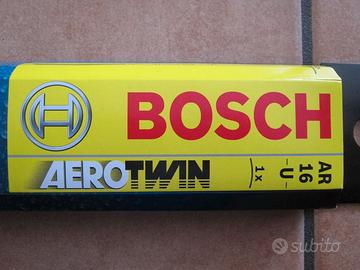 BOSCH
AEROTWIN
AR
16
U
1x
subito